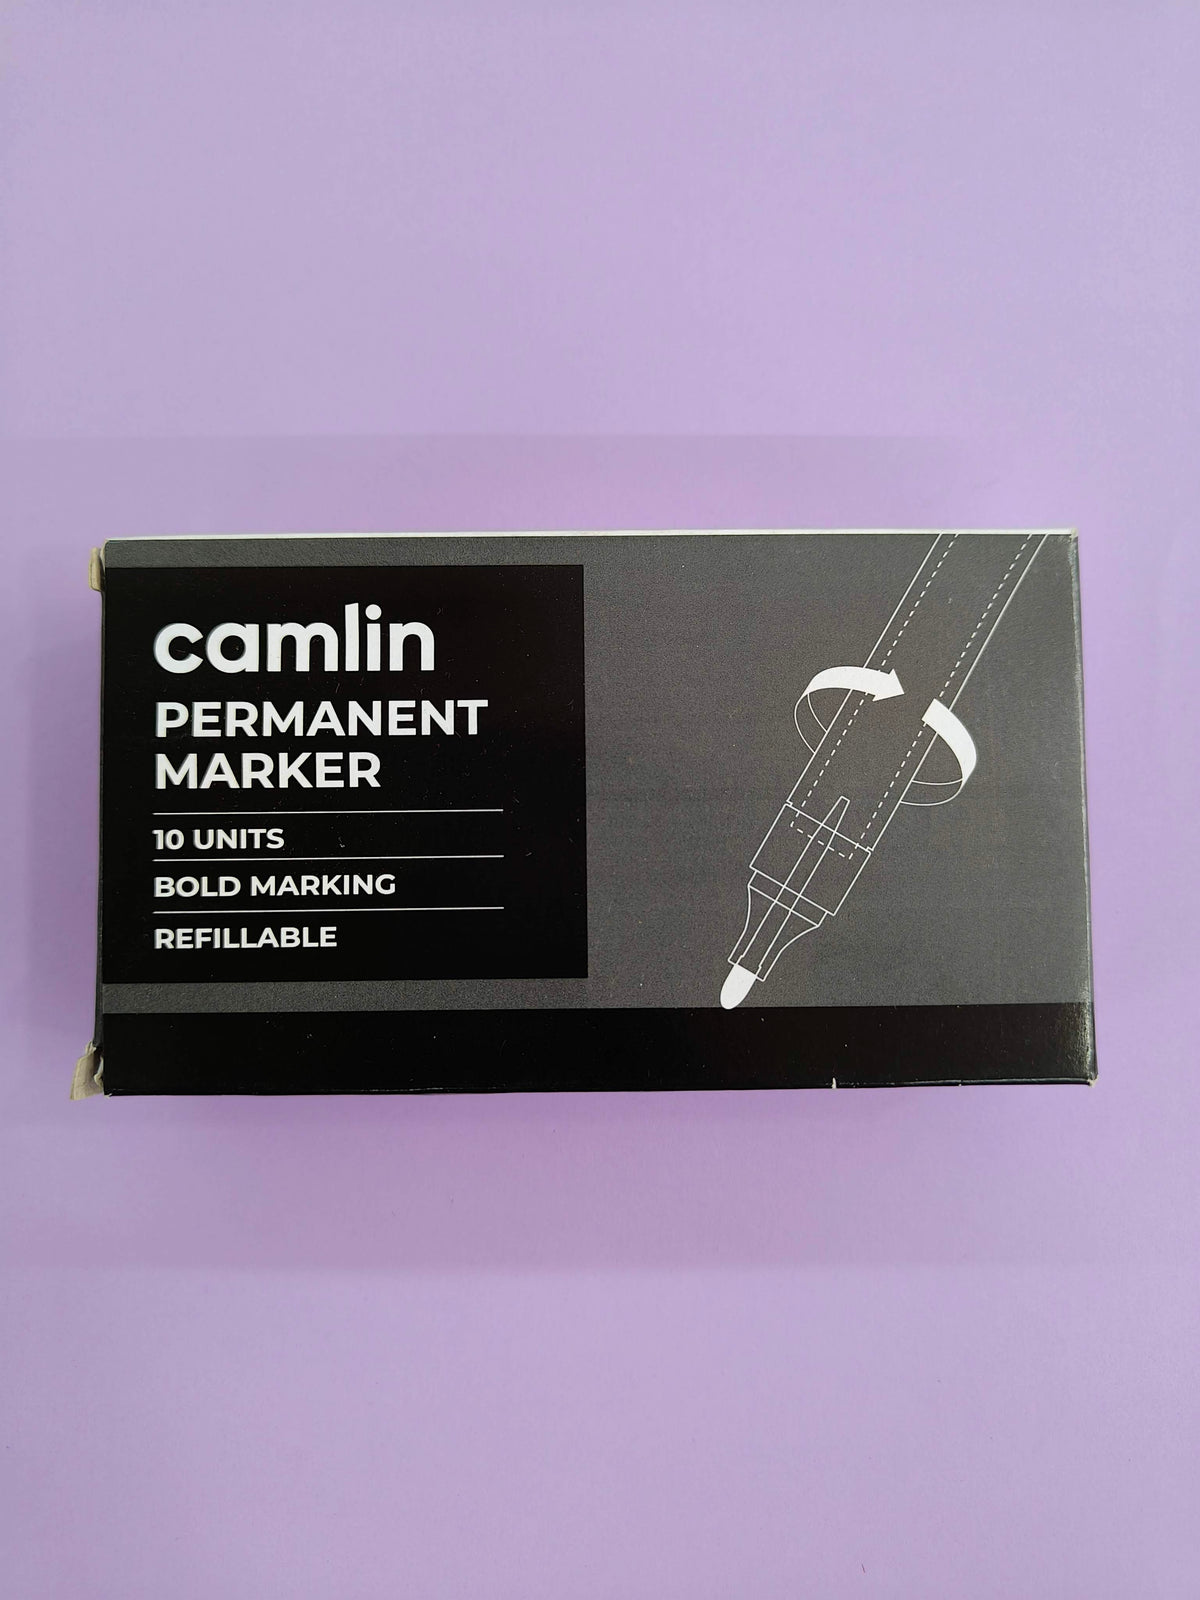 camlin
PERMANENT
MARKER
10 UNITS
BOLD MARKING
REFILLABLE